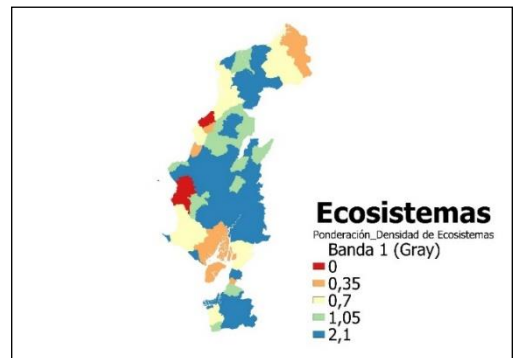 Ecosistemas
Ponderación_Densidad de Ecosistemas
Banda 1 (Gray)
0
0,35
0,7
1,05
2,1